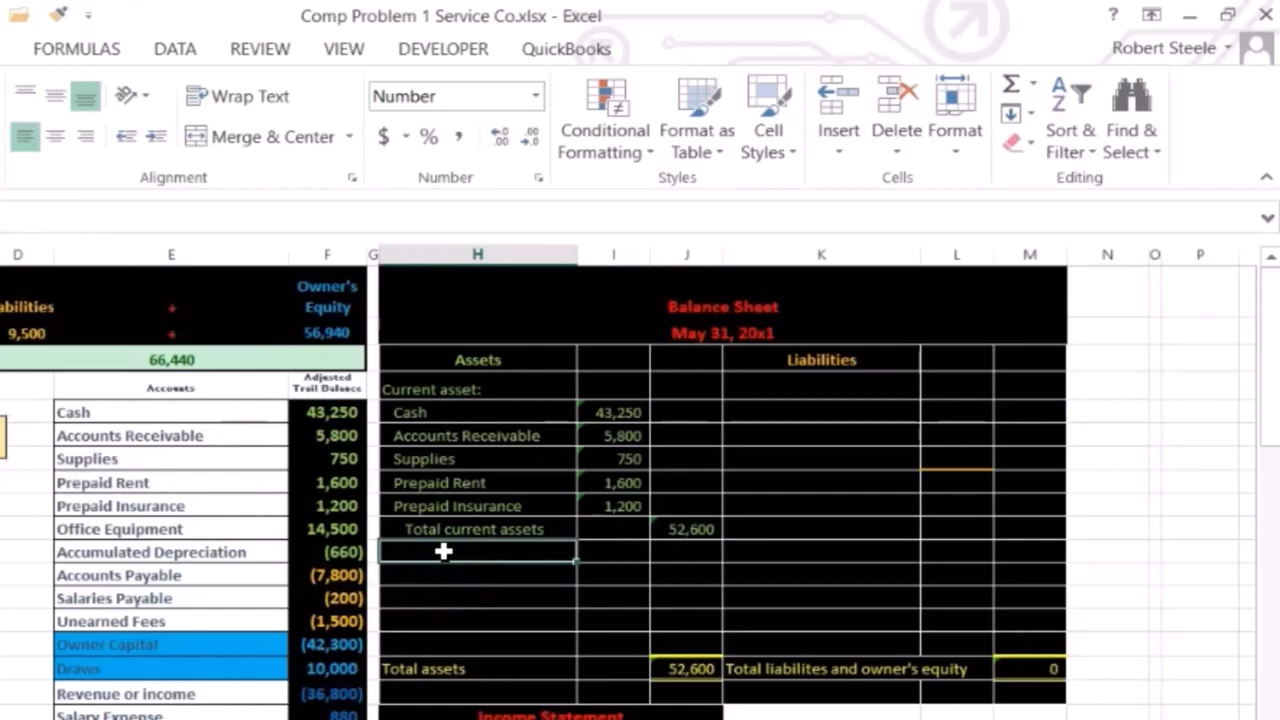 Comp Problem 1 Service Co.xlsx - Excel
?
FORMULAS DATA REVIEW VIEW DEVELOPER QuickBooks Robert Steele
Wrap Text
Merge & Center
Alignment
Number
$ % ,
Number
Conditional Formatting
Format as Table
Cell Styles
Styles
Insert
Delete
Format
Cells
Sort & Filter
Find & Select
Editing
D E F G H I J K L M N O P
abilities + Owner's Equity
9,500 + 56,940
66,440
Accounts Adjusted Trail Balance
Cash 43,250
Accounts Receivable 5,800
Supplies 750
Prepaid Rent 1,600
Prepaid Insurance 1,200
Office Equipment 14,500
Accumulated Depreciation (660)
Accounts Payable (7,800)
Salaries Payable (200)
Unearned Fees (1,500)
Owner Capital (42,300)
Draws 10,000
Revenue or income (36,800)
Salary Expense 880
Balance Sheet
May 31, 20x1
Assets Liabilities
Current asset:
Cash 43,250
Accounts Receivable 5,800
Supplies 750
Prepaid Rent 1,600
Prepaid Insurance 1,200
Total current assets 52,600
Total assets 52,600 Total liabilites and owner's equity 0
Income Statement